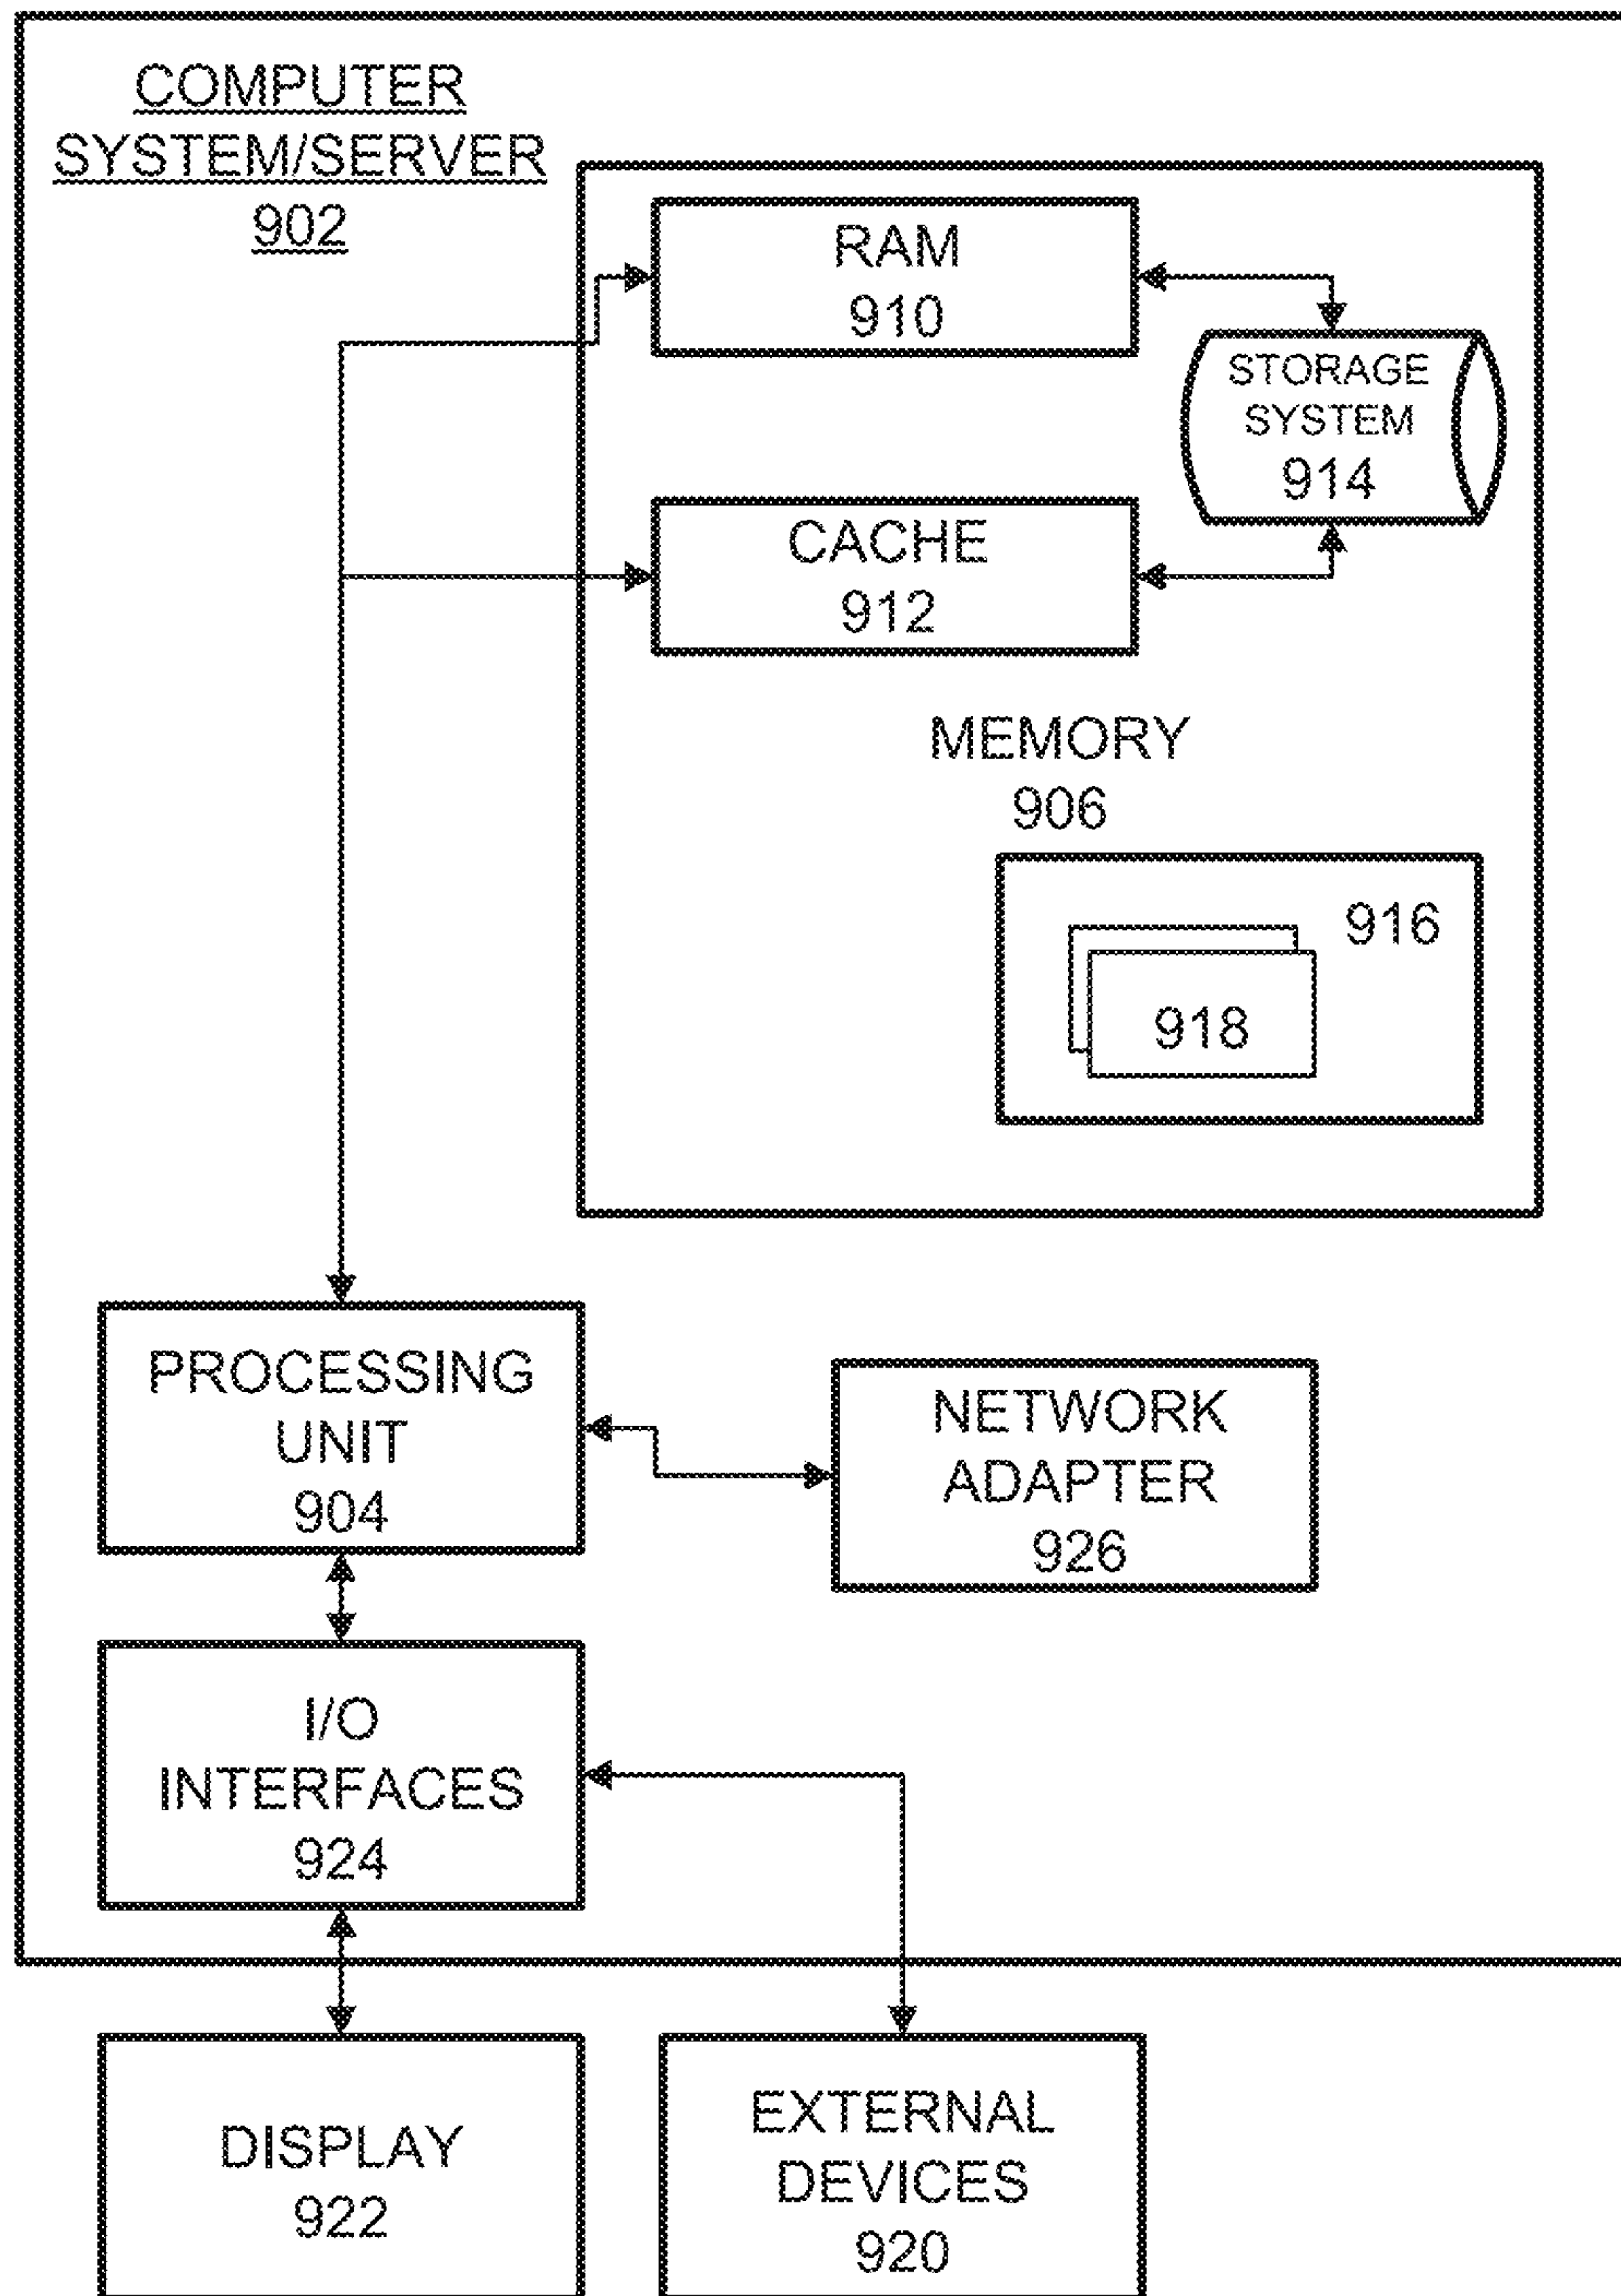 COMPUTER
SYSTEM/SERVER
902
RAM
910
STORAGE
SYSTEM
914
CACHE
912
MEMORY
906
916
918
PROCESSING
UNIT
904
NETWORK
ADAPTER
926
I/O
INTERFACES
924
DISPLAY
922
EXTERNAL
DEVICES
920